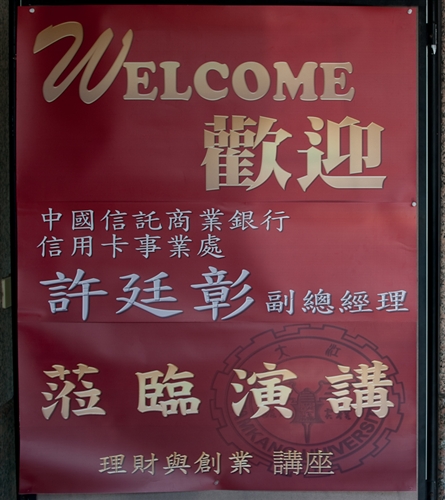 WELCOME
歡迎
中國信託商業銀行
信用卡事業處
許廷彰 副總經理
蒞臨演講
理財與創業 講座